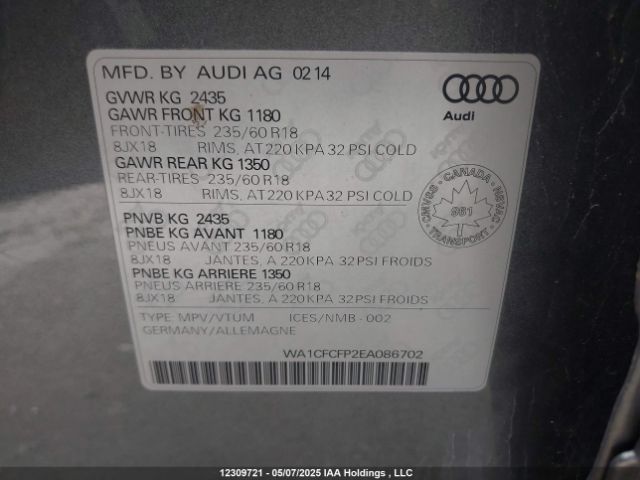 MFD. BY AUDI AG 02 14
Audi
GVWR KG 2435
GAWR FRONT KG 1180
FRONT-TIRES 235/60 R18
8JX18 RIMS, AT 220 KPA 32 PSI COLD
GAWR REAR KG 1350
REAR-TIRES 235/60 R18
8JX18 RIMS, AT 220 KPA 32 PSI COLD
CMVSS - CANADA - NSVAC
961
TRANSPORT
PNVB KG 2435
PNBE KG AVANT 1180
PNEUS AVANT 235/60 R18
8JX18 JANTES, A 220 KPA 32 PSI FROIDS
PNBE KG ARRIERE 1350
PNEUS ARRIERE 235/60 R18
8JX18 JANTES, A 220 KPA 32 PSI FROIDS
TYPE: MPV/VTUM ICES/NMB - 002
GERMANY/ALLEMAGNE
WA1CFCFP2EA086702
12309721 - 05/07/2025 IAA Holdings , LLC